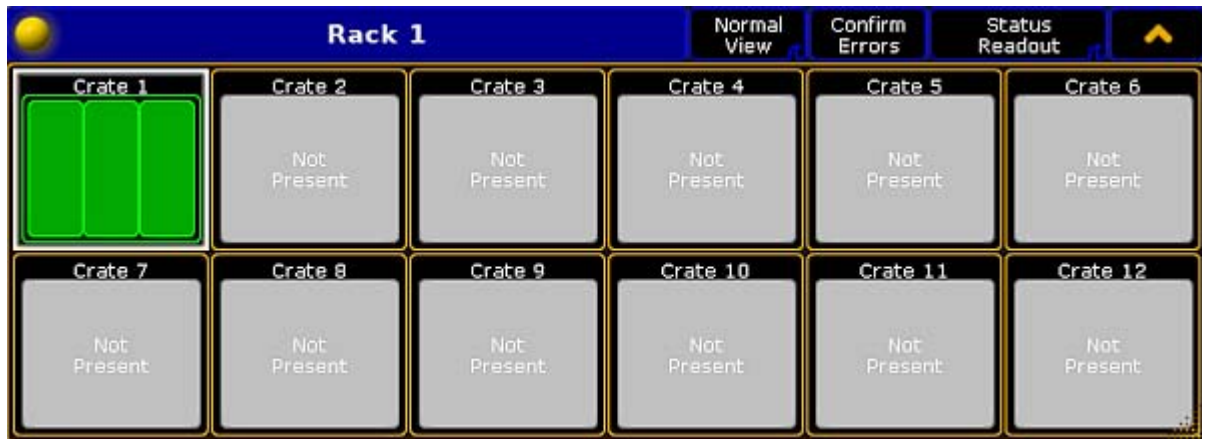 Rack 1
Normal
View
Confirm
Errors
Status
Readout
Crate 1
Crate 2
Not
Present
Crate 3
Not
Present
Crate 4
Not
Present
Crate 5
Not
Present
Crate 6
Not
Present
Crate 7
Not
Present
Crate 8
Not
Present
Crate 9
Not
Present
Crate 10
Not
Present
Crate 11
Not
Present
Crate 12
Not
Present